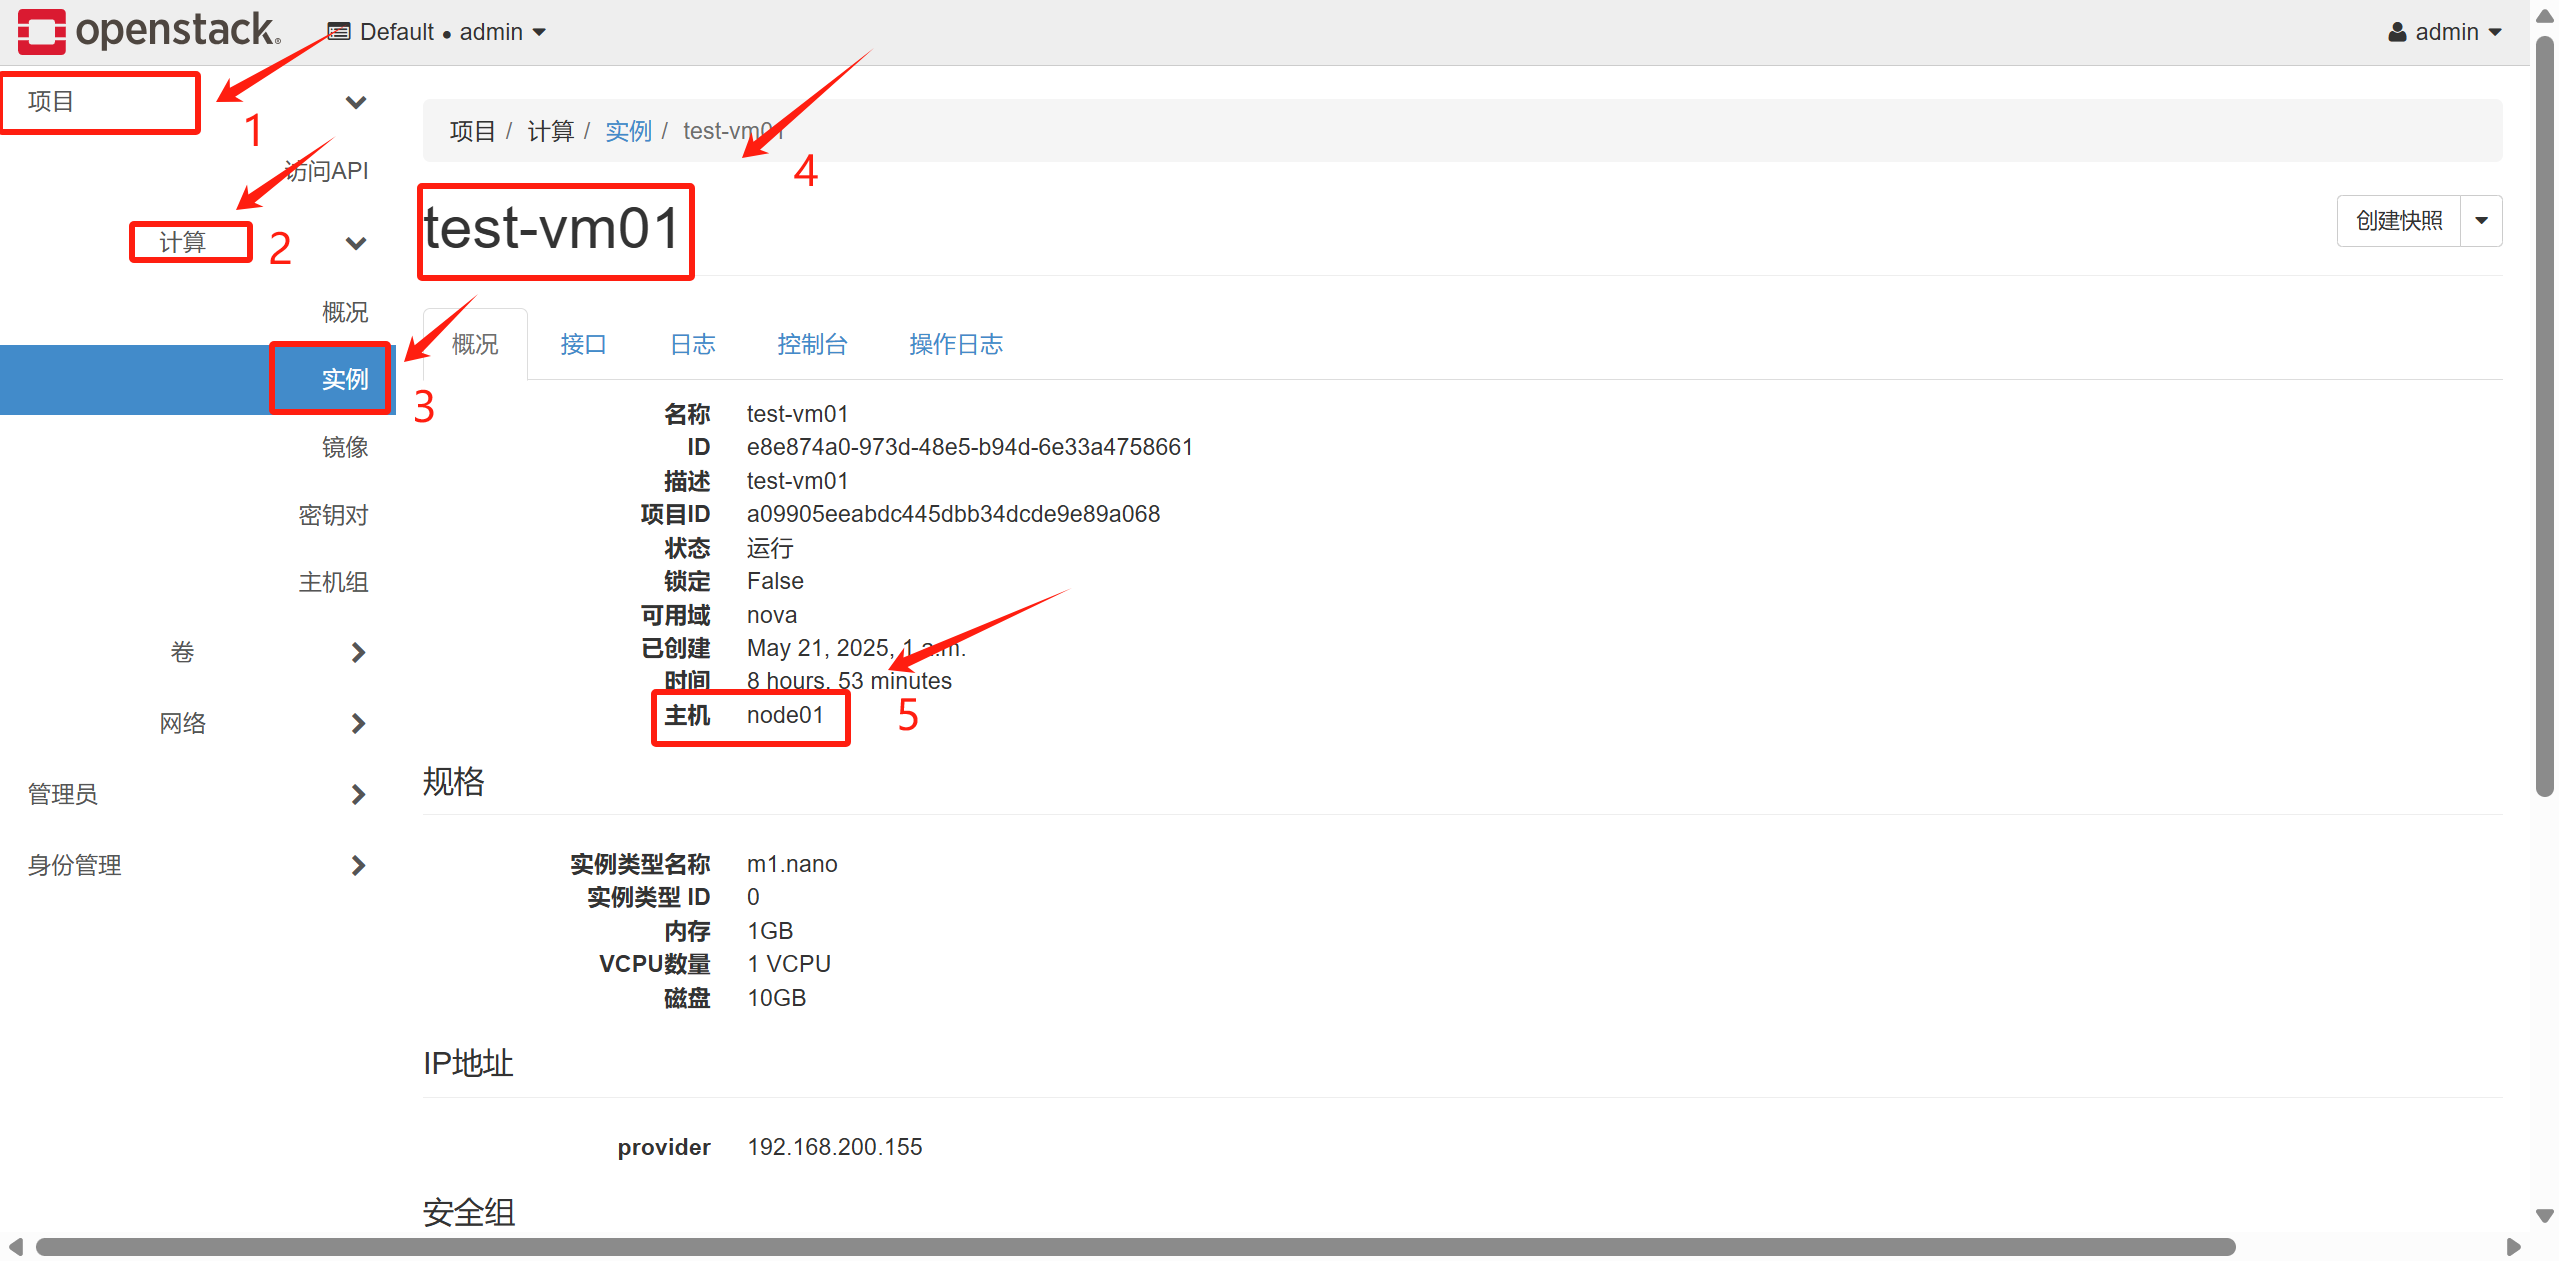 openstack. Default • admin admin
项目
1
访问API
计算
2
概况
实例
3
镜像
密钥对
主机组
卷
网络
管理员
身份管理
项目 / 计算 / 实例 / test-vm01
4
test-vm01
创建快照
概况 接口 日志 控制台 操作日志
名称 test-vm01
ID e8e874a0-973d-48e5-b94d-6e33a4758661
描述 test-vm01
项目ID a09905eeabdc445dbb34dcde9e89a068
状态 运行
锁定 False
可用域 nova
已创建 May 21, 2025, 1 a.m.
时间 8 hours, 53 minutes
主机 node01
5
规格
实例类型名称 m1.nano
实例类型 ID 0
内存 1GB
VCPU数量 1 VCPU
磁盘 10GB
IP地址
provider 192.168.200.155
安全组